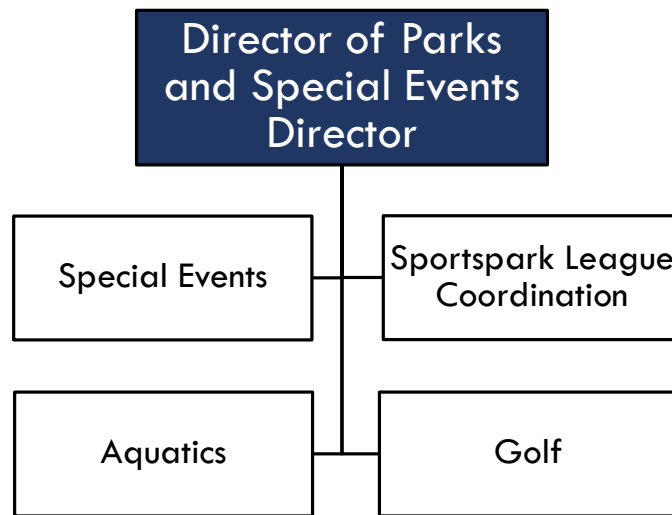 Director of Parks
and Special Events
Director
Special Events
Sportspark League
Coordination
Aquatics
Golf